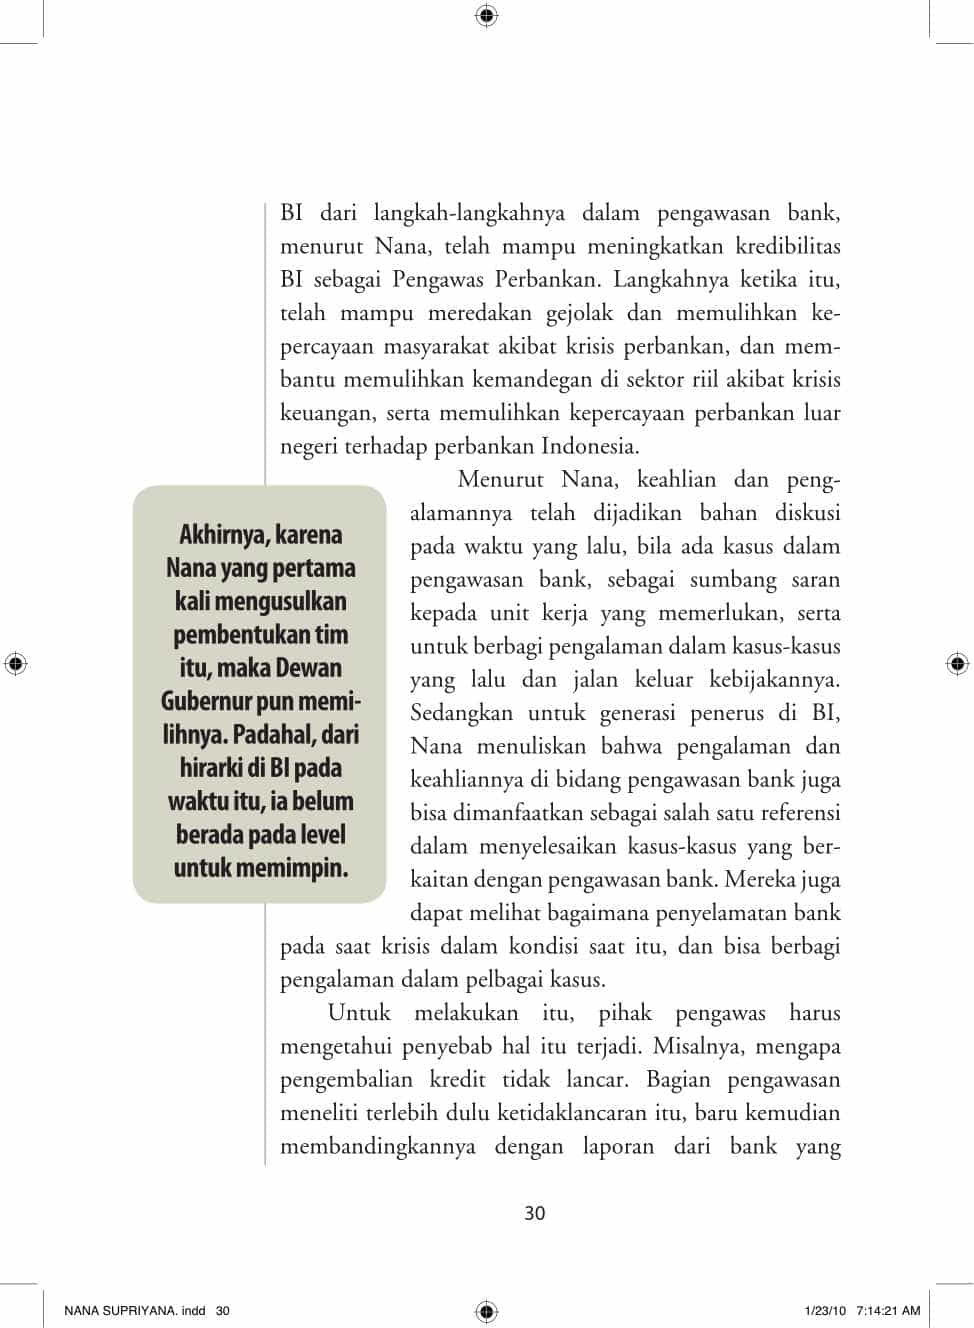 BI dari langkah-langkahnya dalam pengawasan bank,
menurut Nana, telah mampu meningkatkan kredibilitas
BI sebagai Pengawas Perbankan. Langkahnya ketika itu,
telah mampu meredakan gejolak dan memulihkan ke-
percayaan masyarakat akibat krisis perbankan, dan mem-
bantu memulihkan kemandegan di sektor riil akibat krisis
keuangan, serta memulihkan kepercayaan perbankan luar
negeri terhadap perbankan Indonesia.
Menurut Nana, keahlian dan peng-
alamannya telah dijadikan bahan diskusi
pada waktu yang lalu, bila ada kasus dalam
pengawasan bank, sebagai sumbang saran
kepada unit kerja yang memerlukan, serta
untuk berbagi pengalaman dalam kasus-kasus
yang lalu dan jalan keluar kebijakannya.
Sedangkan untuk generasi penerus di BI,
Nana menuliskan bahwa pengalaman dan
keahliannya di bidang pengawasan bank juga
bisa dimanfaatkan sebagai salah satu referensi
dalam menyelesaikan kasus-kasus yang ber-
kaitan dengan pengawasan bank. Mereka juga
dapat melihat bagaimana penyelamatan bank
pada saat krisis dalam kondisi saat itu, dan bisa berbagi
pengalaman dalam pelbagai kasus.
Untuk melakukan itu, pihak pengawas harus
mengetahui penyebab hal itu terjadi. Misalnya, mengapa
pengembalian kredit tidak lancar. Bagian pengawasan
meneliti terlebih dulu ketidaklancaran itu, baru kemudian
membandingkannya dengan laporan dari bank yang
Akhirnya, karena
Nana yang pertama
kali mengusulkan
pembentukan tim
itu, maka Dewan
Gubernur pun memi-
lihnya. Padahal, dari
hirarki di BI pada
waktu itu, ia belum
berada pada level
untuk memimpin.
30
NANA SUPRIYANA. indd 30
1/23/10 7:14:21 AM